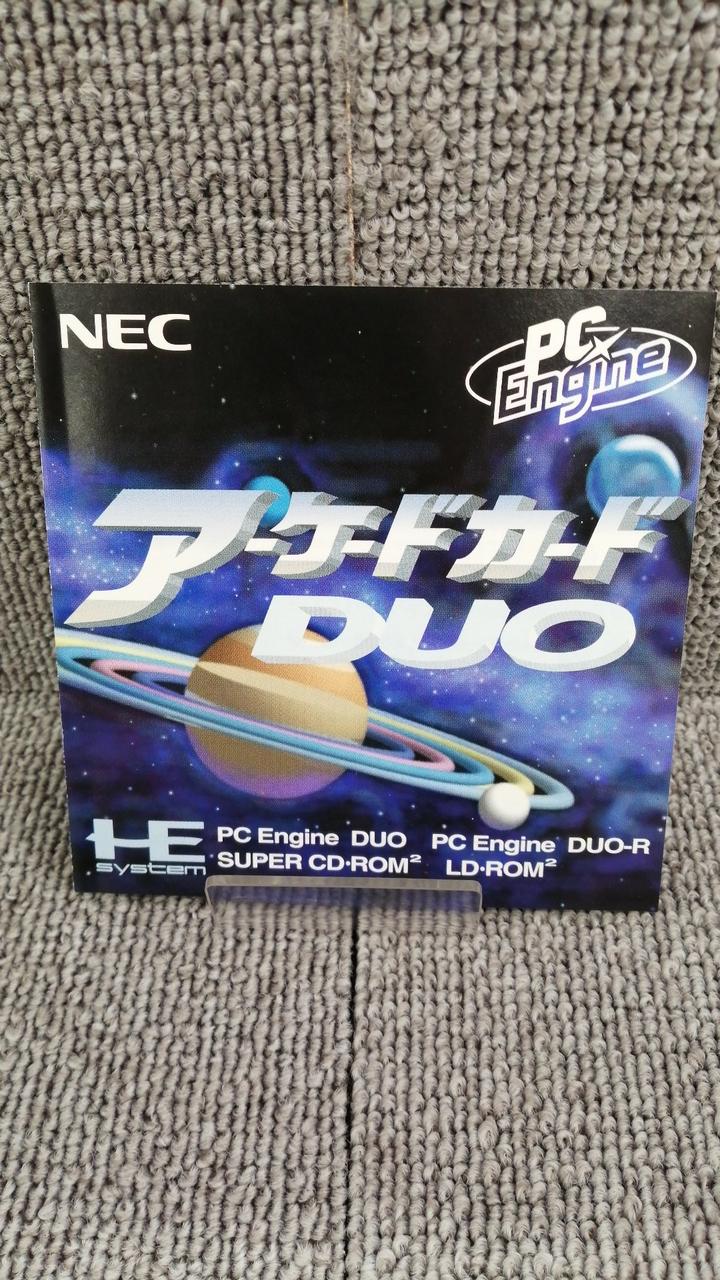 NEC
PC Engine
アーケードカード
DUO
HE system
PC Engine DUO PC Engine DUO-R
SUPER CD・ROM² LD・ROM²